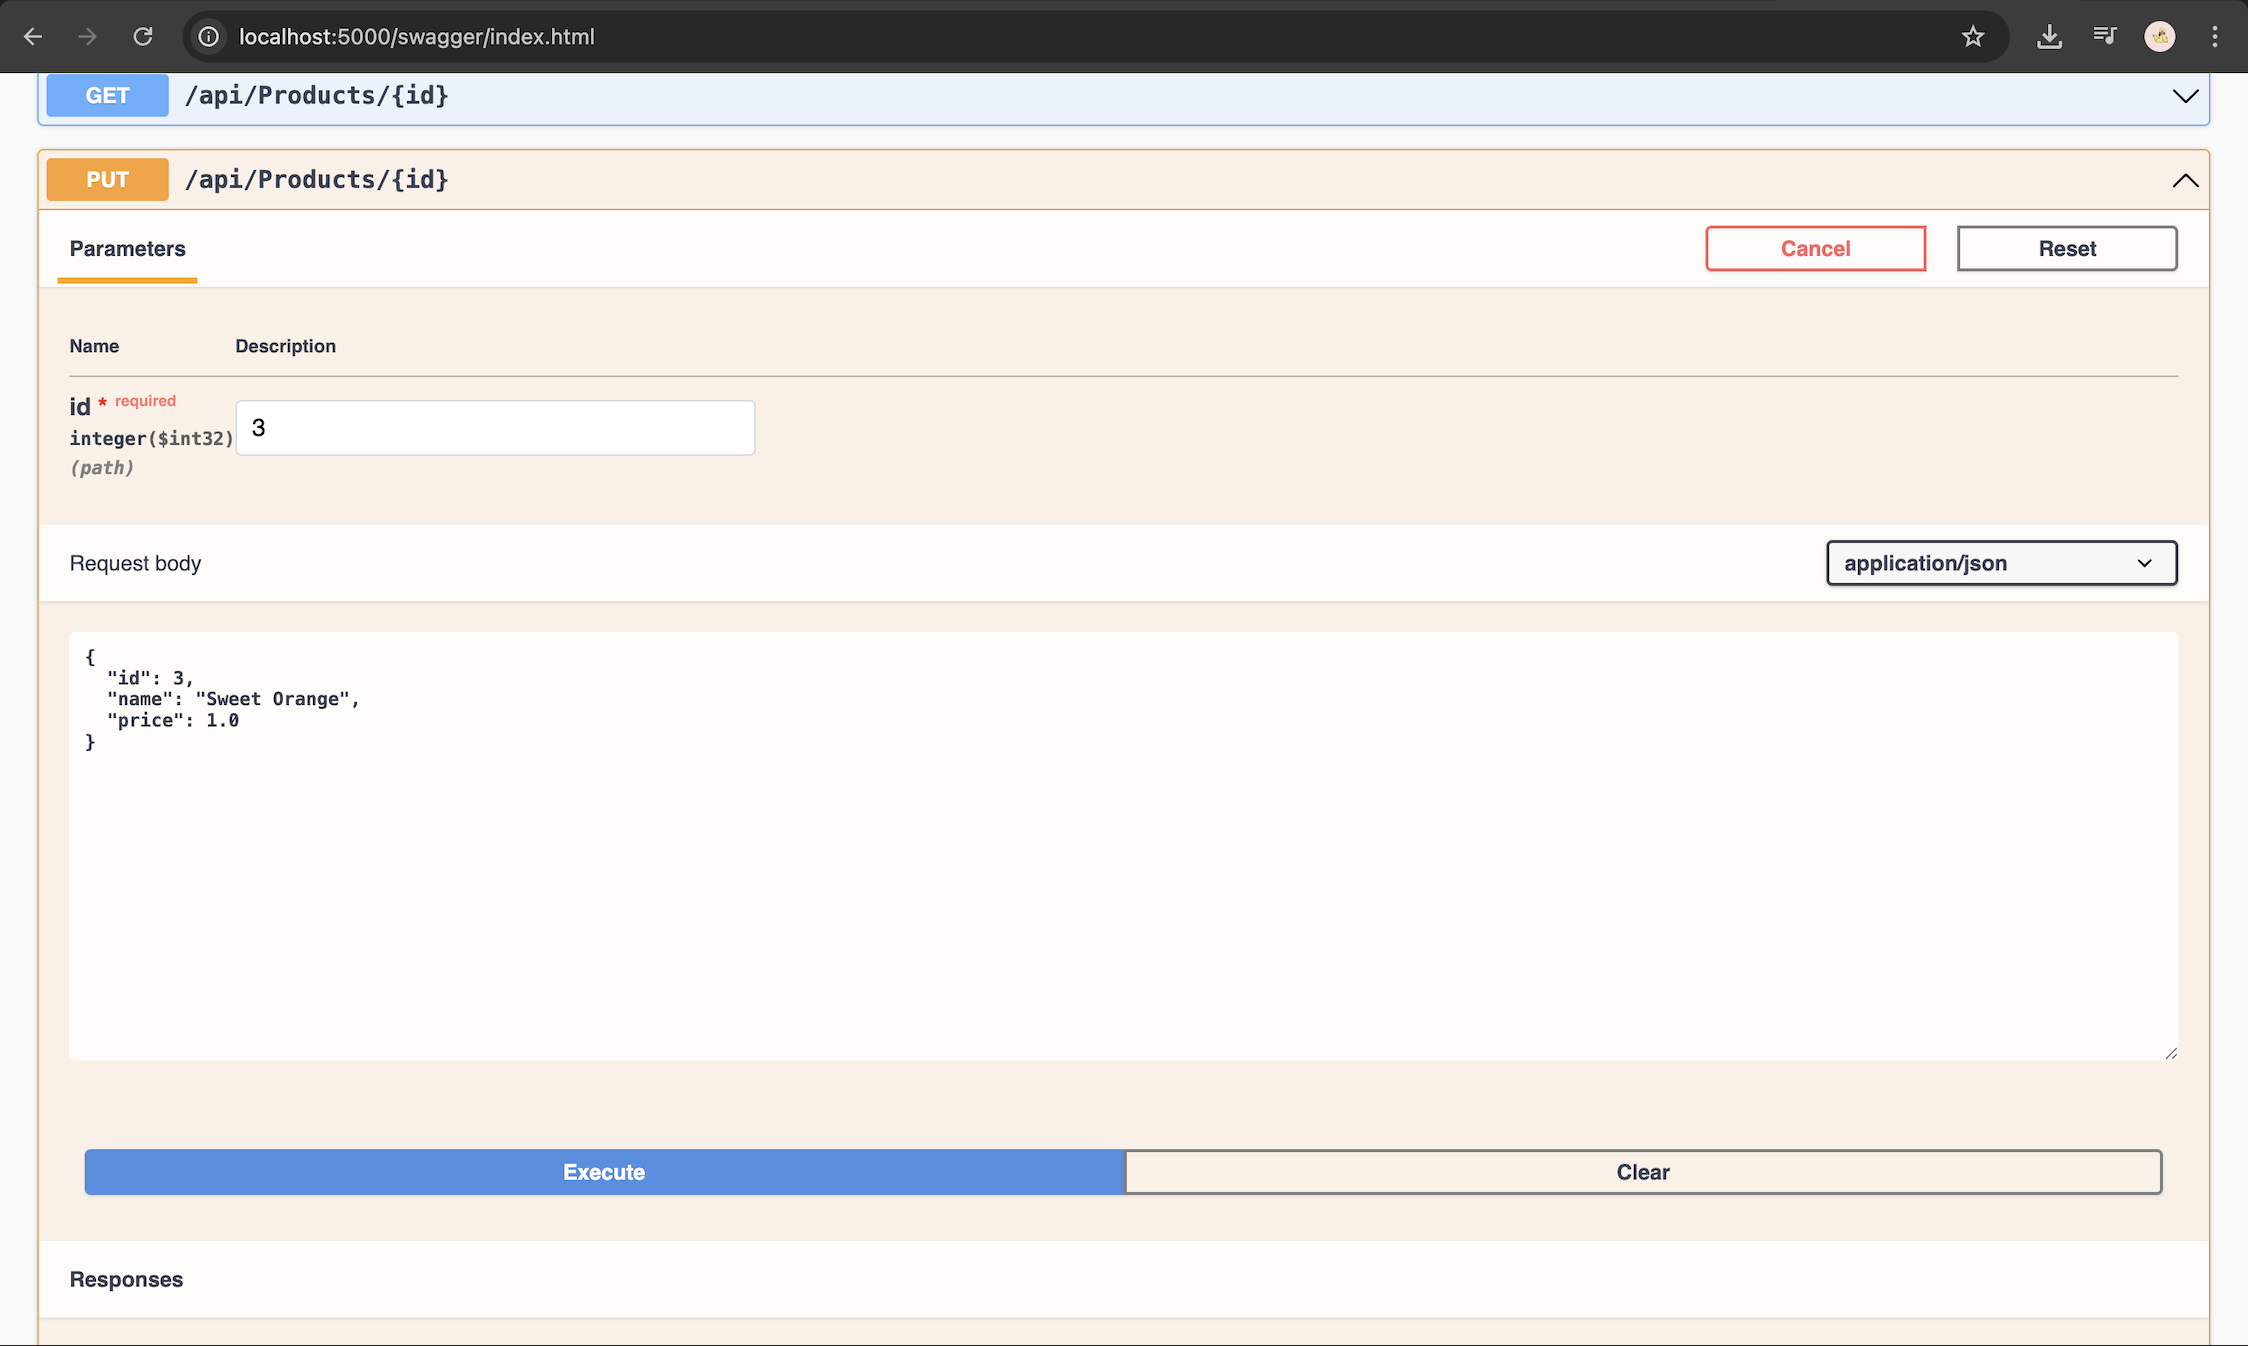 localhost:5000/swagger/index.html
GET /api/Products/{id}
PUT /api/Products/{id}
Parameters
Cancel
Reset
Name Description
id * required
integer($int32)
(path)
3
Request body
application/json
{
  "id": 3,
  "name": "Sweet Orange",
  "price": 1.0
}
Execute
Clear
Responses